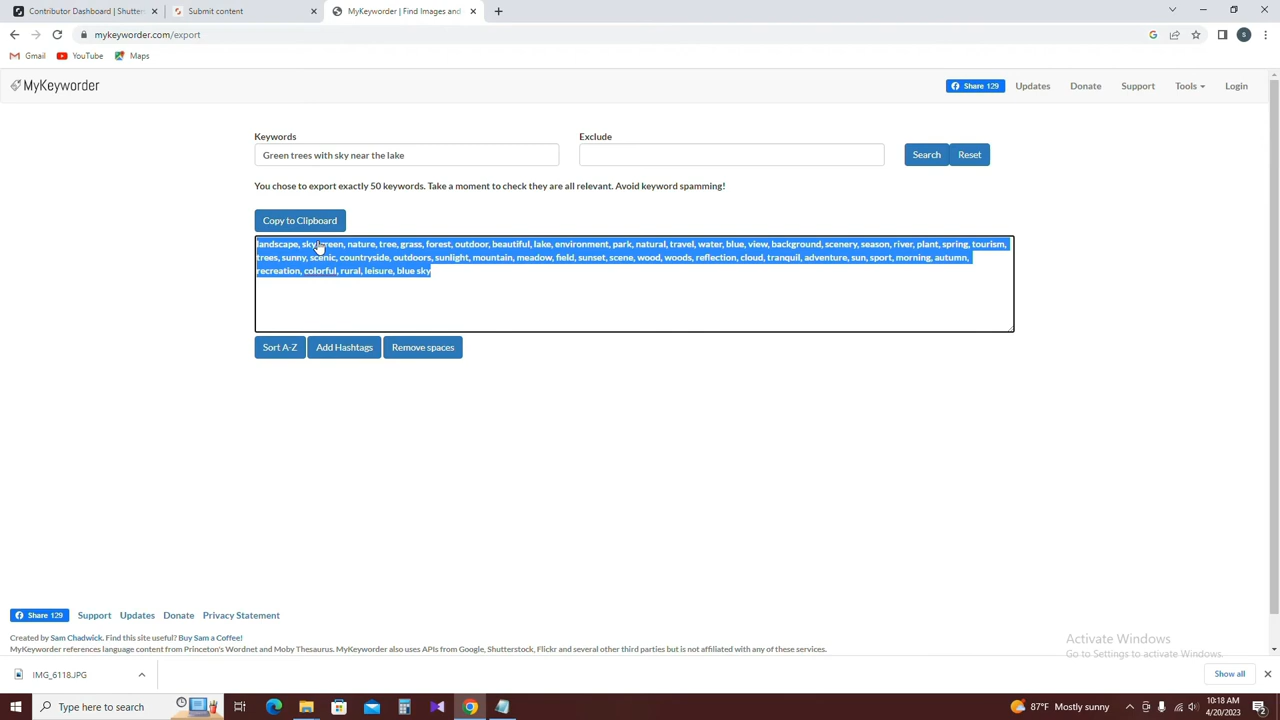 Contributor Dashboard | Shutter
Submit content
MyKeyworder | Find Images and
mykeyworder.com/export
S
Gmail
YouTube
Maps
MyKeyworder
Share 129
Updates
Donate
Support
Tools
Login
Keywords
Exclude
Green trees with sky near the lake
Search
Reset
You chose to export exactly 50 keywords. Take a moment to check they are all relevant. Avoid keyword spamming!
Copy to Clipboard
landscape, sky, green, nature, tree, grass, forest, outdoor, beautiful, lake, environment, park, natural, travel, water, blue, view, background, scenery, season, river, plant, spring, tourism,
trees, sunny, scenic, countryside, outdoors, sunlight, mountain, meadow, field, sunset, scene, wood, woods, reflection, cloud, tranquil, adventure, sun, sport, morning, autumn,
recreation, colorful, rural, leisure, blue sky
Sort A-Z
Add Hashtags
Remove spaces
Share 129
Support
Updates
Donate
Privacy Statement
Created by Sam Chadwick. Find this site useful? Buy Sam a Coffee!
MyKeyworder references language content from Princeton's Wordnet and Moby Thesaurus. MyKeyworder also uses APIs from Google, Shutterstock, Flickr and several other third parties but is not affiliated with any of these services.
Activate Windows
Go to Settings to activate Windows.
IMG_6118.JPG
Show all
Type here to search
87°F Mostly sunny
10:18 AM
4/20/2023
2